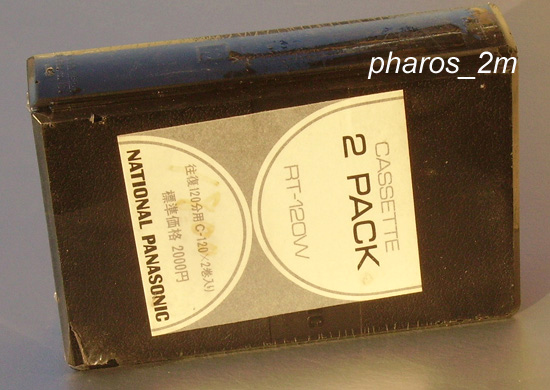 pharos_2m
CASSETTE
2 PACK
RT-120W
往復120分用 C-120×2巻入り
標準価格 2000円
NATIONAL PANASONIC
C